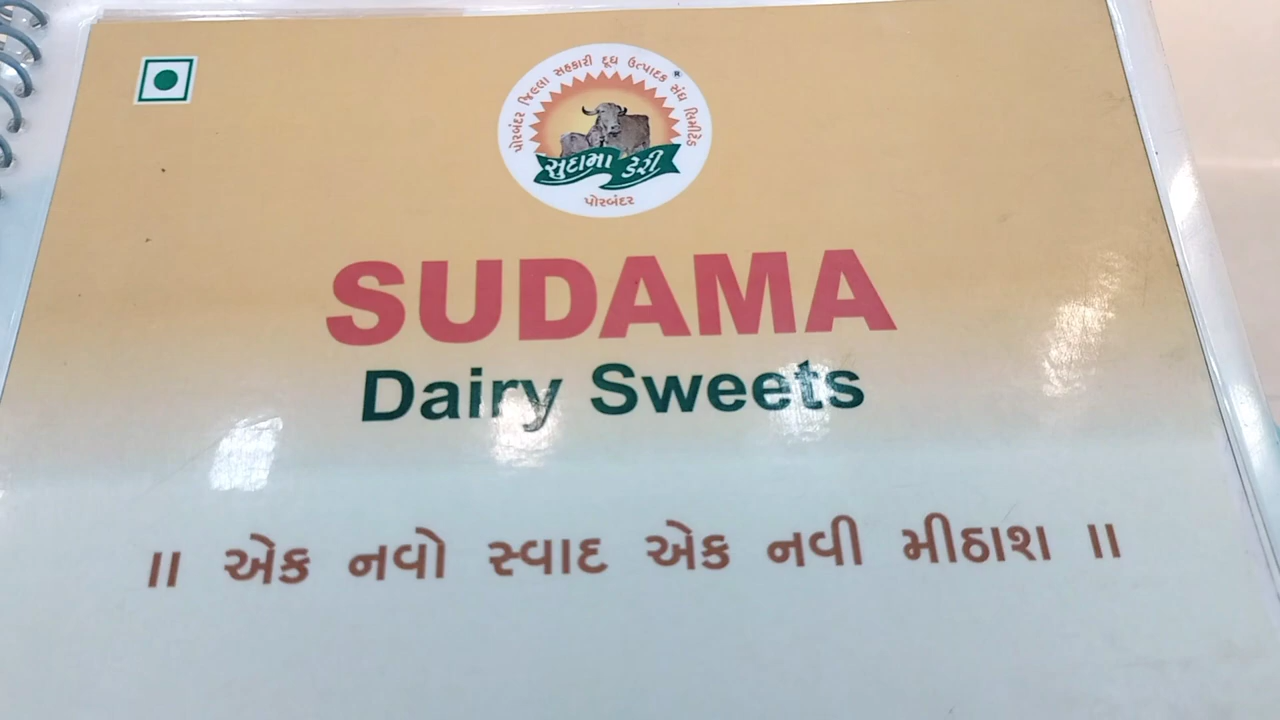 પોરબંદર જિલ્લા સહકારી દૂધ ઉત્પાદક સંઘ લિમીટેડ
®
સુદામા ડેરી
પોરબંદર
SUDAMA
Dairy Sweets
॥ એક નવો સ્વાદ એક નવી મીઠાશ ॥